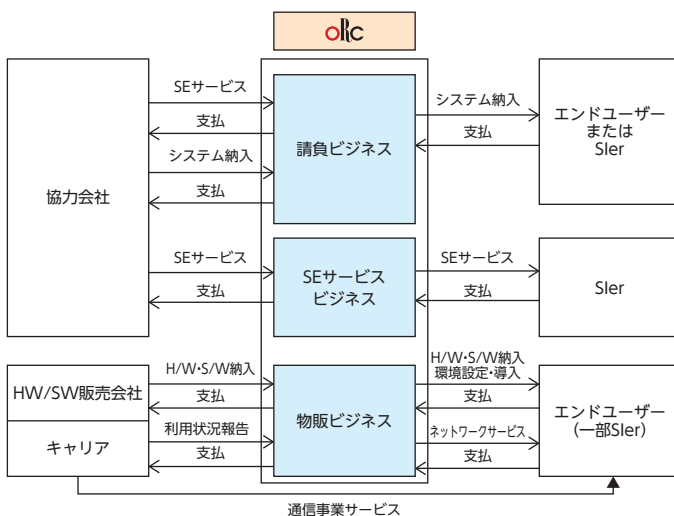 oRc
SEサービス
支払
システム納入
支払
協力会社
請負ビジネス
システム納入
支払
エンドユーザー
または
SIer
SEサービス
支払
SEサービス
ビジネス
SEサービス
支払
SIer
HW/SW販売会社
キャリア
H/W・S/W納入
支払
利用状況報告
支払
物販ビジネス
H/W・S/W納入
環境設定・導入
支払
ネットワークサービス
支払
エンドユーザー
(一部SIer)
通信事業サービス